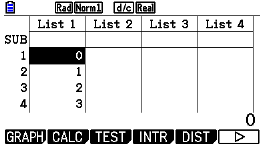 Rad Norm1 d/c Real
List 1 List 2 List 3 List 4
SUB
1 0
2 1
3 2
4 3
0
GRAPH CALC TEST INTR DIST